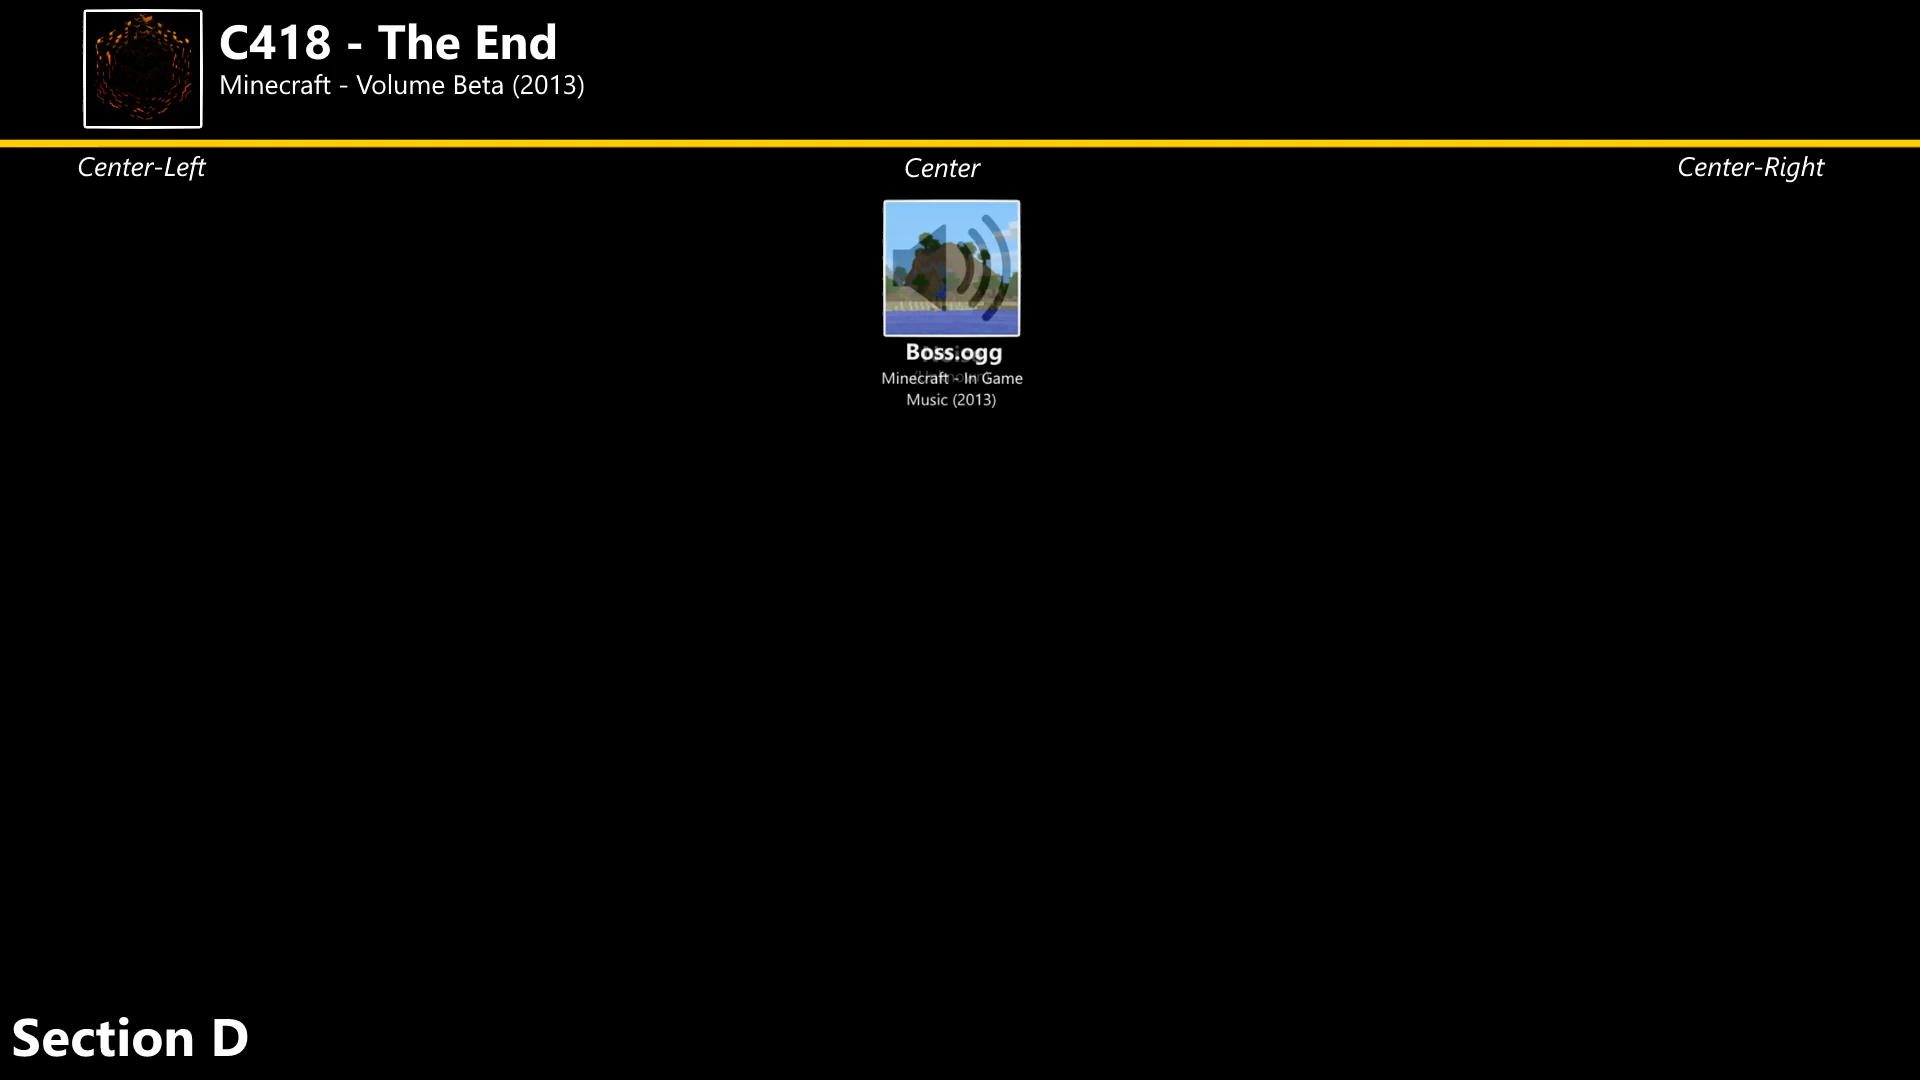 C418 - The End
Minecraft - Volume Beta (2013)
Center-Left
Center
Center-Right
Boss.ogg
Minecraft - In Game
Music (2013)
Section D